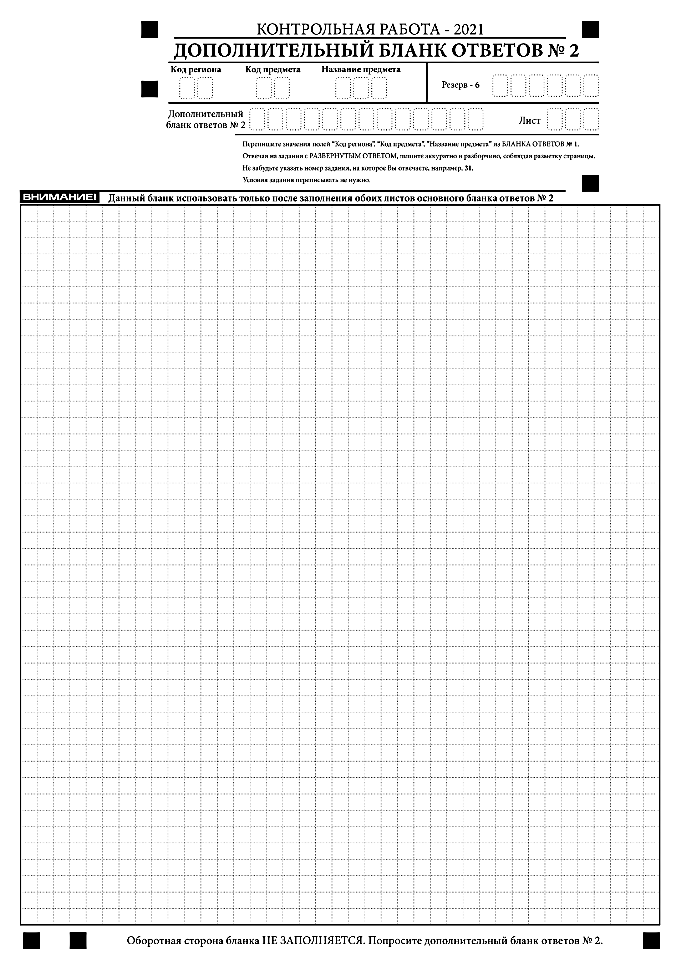 КОНТРОЛЬНАЯ РАБОТА - 2021
ДОПОЛНИТЕЛЬНЫЙ БЛАНК ОТВЕТОВ № 2
Код региона Код предмета Название предмета
Резерв - 6
Дополнительный
бланк ответов № 2
Лист
Перепишите значения полей "Код региона", "Код предмета", "Название предмета" из БЛАНКА ОТВЕТОВ № 1.
Отвечая на задания с РАЗВЕРНУТЫМ ОТВЕТОМ, пишите аккуратно и разборчиво, соблюдая разметку страницы.
Не забудьте указать номер задания, на которое Вы отвечаете, например, 31.
Условия задания переписывать не нужно.
ВНИМАНИЕ! Данный бланк использовать только после заполнения обоих листов основного бланка ответов № 2
Оборотная сторона бланка НЕ ЗАПОЛНЯЕТСЯ. Попросите дополнительный бланк ответов № 2.